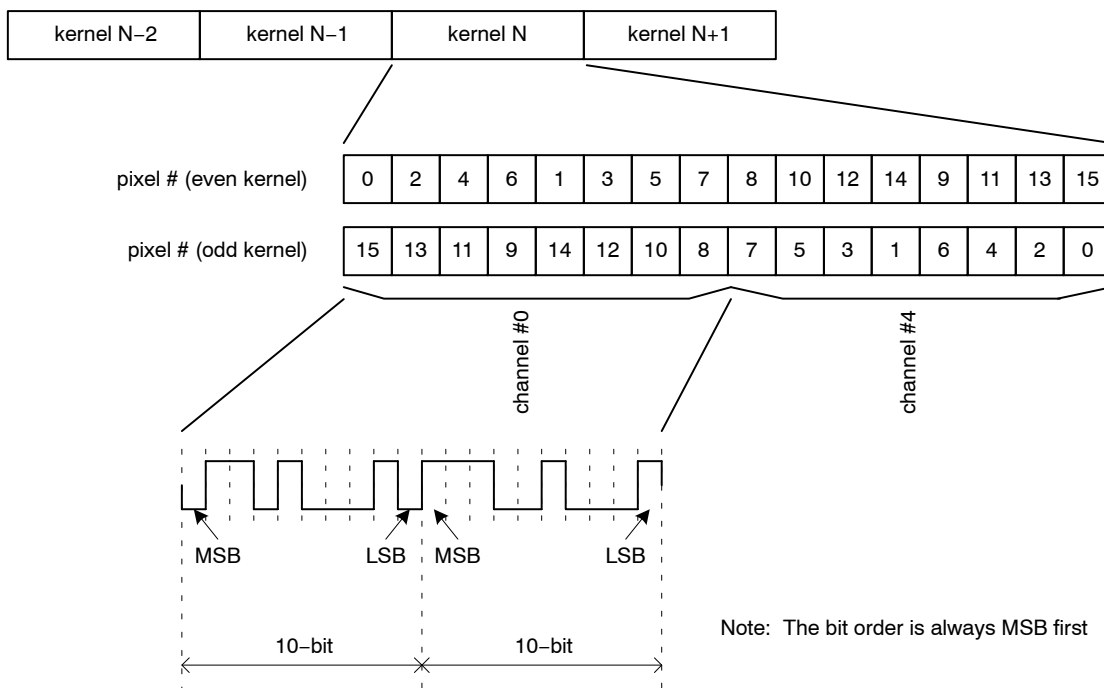 kernel N−2 kernel N−1 kernel N kernel N+1
pixel # (even kernel) 0 2 4 6 1 3 5 7 8 10 12 14 9 11 13 15
pixel # (odd kernel) 15 13 11 9 14 12 10 8 7 5 3 1 6 4 2 0
channel #0
channel #4
MSB LSB MSB LSB
Note: The bit order is always MSB first
10−bit 10−bit